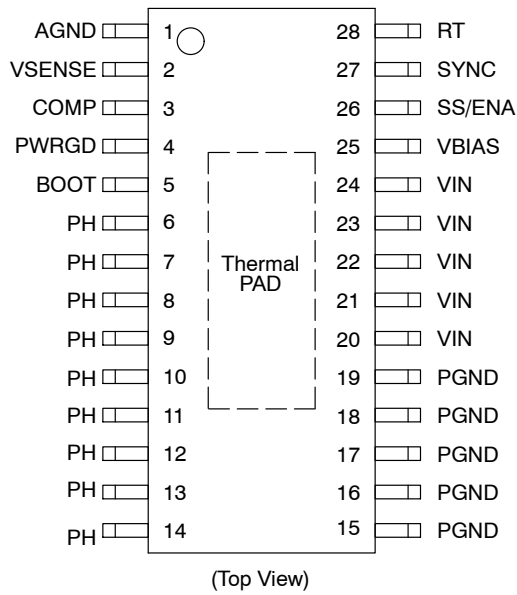 AGND 1 28 RT
VSENSE 2 27 SYNC
COMP 3 26 SS/ENA
PWRGD 4 25 VBIAS
BOOT 5 24 VIN
PH 6 23 VIN
PH 7 22 VIN
PH 8 21 VIN
PH 9 20 VIN
PH 10 19 PGND
PH 11 18 PGND
PH 12 17 PGND
PH 13 16 PGND
PH 14 15 PGND
Thermal
PAD
(Top View)